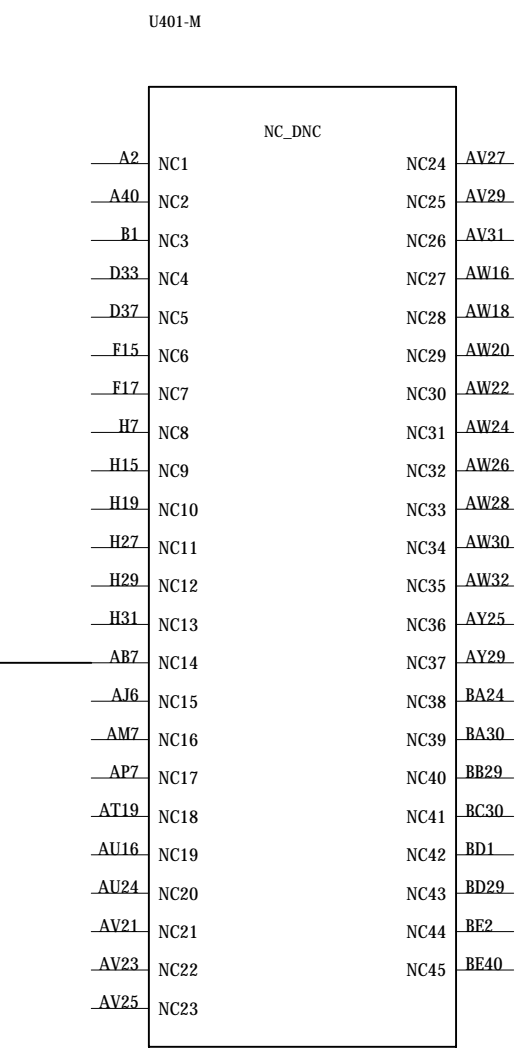 U401-M
NC_DNC
A2 NC1 NC24 AV27
A40 NC2 NC25 AV29
B1 NC3 NC26 AV31
D33 NC4 NC27 AW16
D37 NC5 NC28 AW18
F15 NC6 NC29 AW20
F17 NC7 NC30 AW22
H7 NC8 NC31 AW24
H15 NC9 NC32 AW26
H19 NC10 NC33 AW28
H27 NC11 NC34 AW30
H29 NC12 NC35 AW32
H31 NC13 NC36 AY25
AB7 NC14 NC37 AY29
AJ6 NC15 NC38 BA24
AM7 NC16 NC39 BA30
AP7 NC17 NC40 BB29
AT19 NC18 NC41 BC30
AU16 NC19 NC42 BD1
AU24 NC20 NC43 BD29
AV21 NC21 NC44 BE2
AV23 NC22 NC45 BE40
AV25 NC23